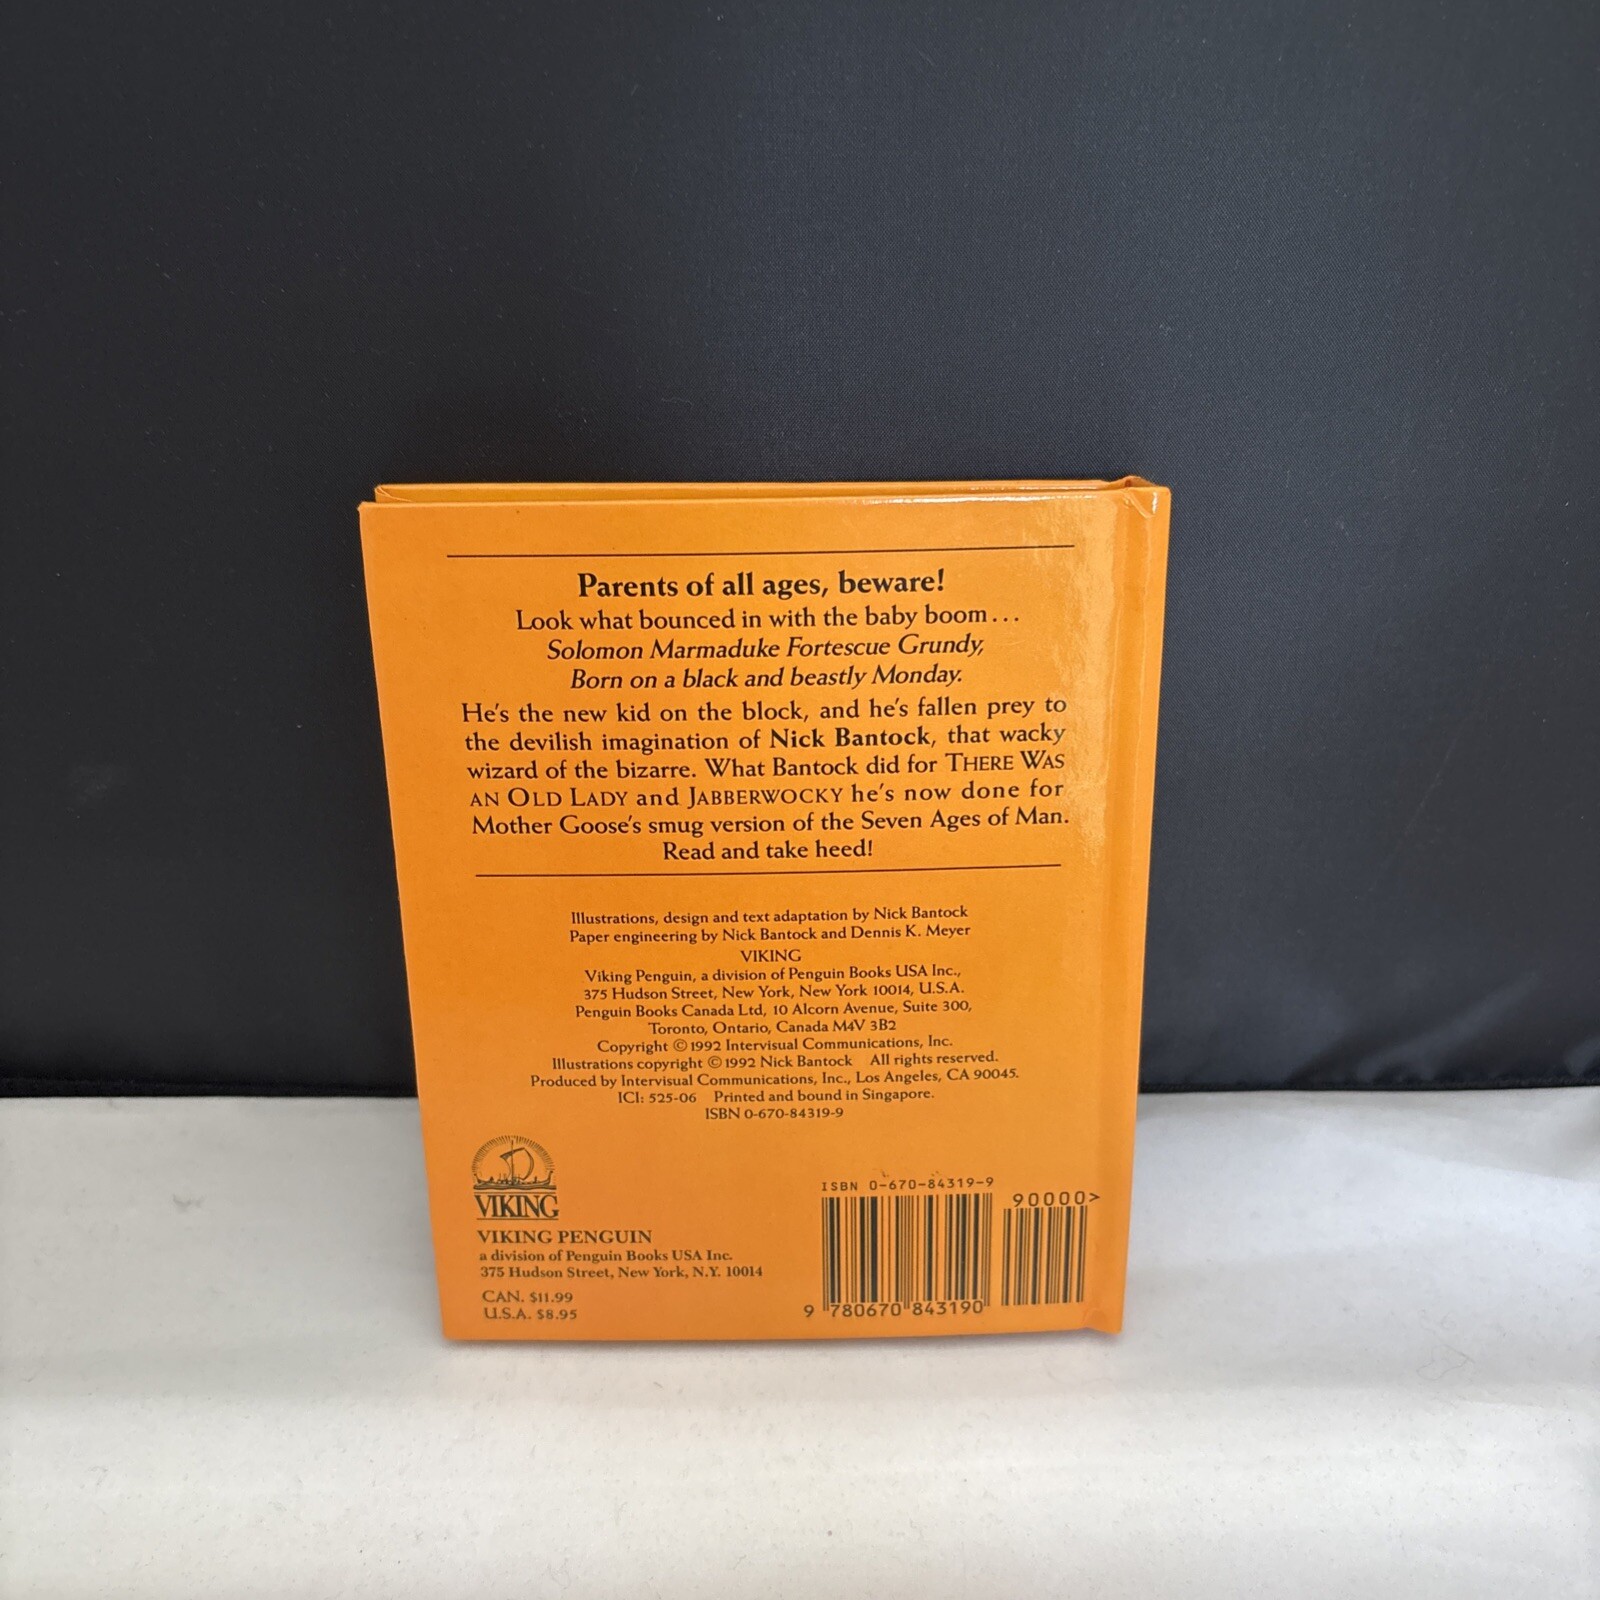 Parents of all ages, beware!
Look what bounced in with the baby boom...
Solomon Marmaduke Fortescue Grundy,
Born on a black and beastly Monday.
He's the new kid on the block, and he's fallen prey to
the devilish imagination of Nick Bantock, that wacky
wizard of the bizarre. What Bantock did for THERE WAS
AN OLD LADY and JABBERWOCKY he's now done for
Mother Goose's smug version of the Seven Ages of Man.
Read and take heed!
Illustrations, design and text adaptation by Nick Bantock
Paper engineering by Nick Bantock and Dennis K. Meyer
VIKING
Viking Penguin, a division of Penguin Books USA Inc.,
375 Hudson Street, New York, New York 10014, U.S.A.
Penguin Books Canada Ltd, 10 Alcorn Avenue, Suite 300,
Toronto, Ontario, Canada M4V 3B2
Copyright © 1992 Intervisual Communications, Inc.
Illustrations copyright © 1992 Nick Bantock All rights reserved.
Produced by Intervisual Communications, Inc., Los Angeles, CA 90045.
ICI: 525-06 Printed and bound in Singapore.
ISBN 0-670-84319-9
VIKING
VIKING PENGUIN
a division of Penguin Books USA Inc.
375 Hudson Street, New York, N.Y. 10014
CAN. $11.99
U.S.A. $8.95
ISBN 0-670-84319-9
90000>
9 780670 843190